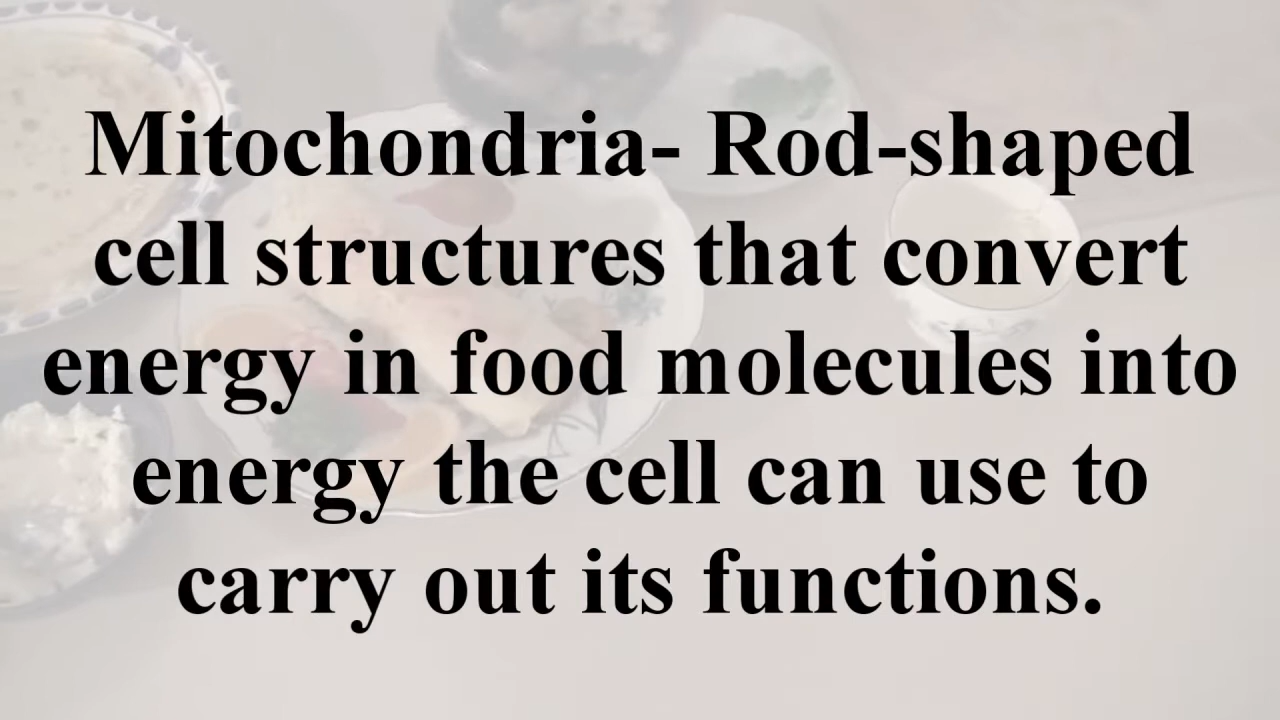 Mitochondria- Rod-shaped
cell structures that convert
energy in food molecules into
energy the cell can use to
carry out its functions.